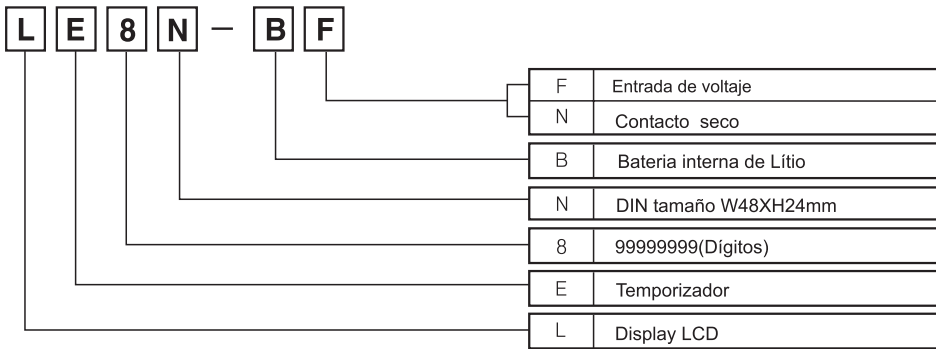 L E 8 N - B F
F Entrada de voltaje
N Contacto seco
B Bateria interna de Lítio
N DIN tamaño W48XH24mm
8 99999999(Dígitos)
E Temporizador
L Display LCD